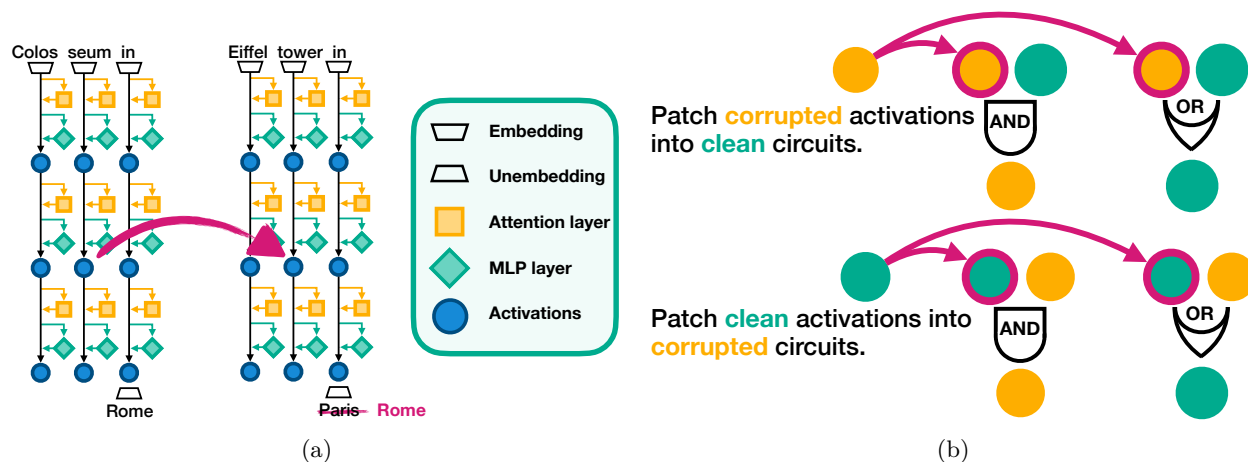 Colos seum in
Eiffel tower in
Embedding
Unembedding
Attention layer
MLP layer
Activations
Rome
Paris Rome
(a)
Patch corrupted activations
into clean circuits.
AND
OR
Patch clean activations into
corrupted circuits.
AND
OR
(b)